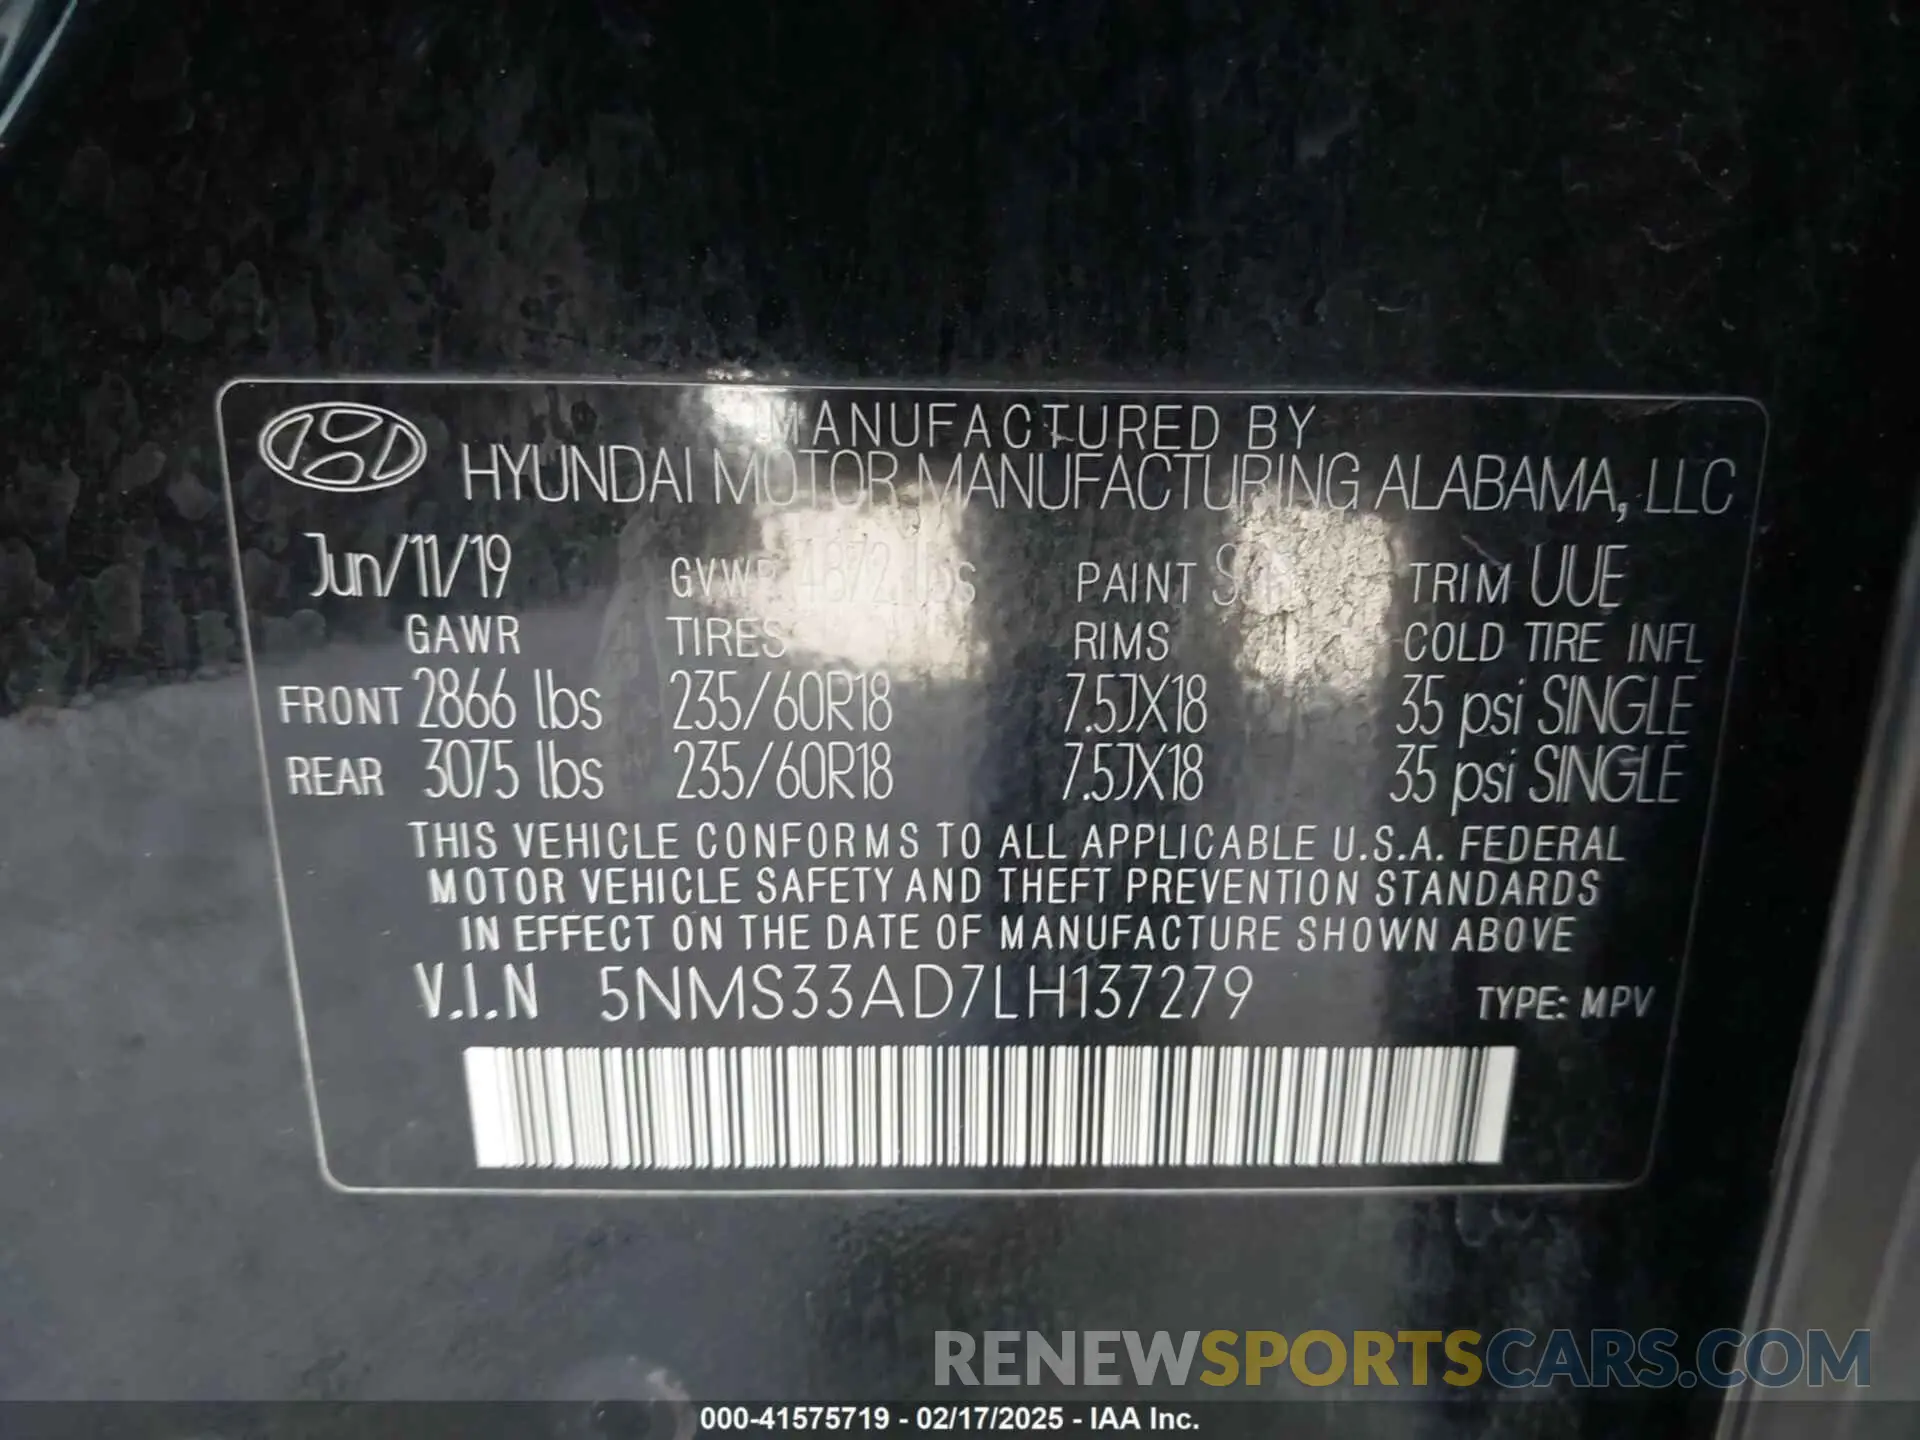 MANUFACTURED BY
HYUNDAI MOTOR MANUFACTURING ALABAMA, LLC
Jun/11/19 GVWR 4872 lbs PAINT TRIM UUE
GAWR TIRES RIMS COLD TIRE INFL
FRONT 2866 lbs 235/60R18 7.5JX18 35 psi SINGLE
REAR 3075 lbs 235/60R18 7.5JX18 35 psi SINGLE
THIS VEHICLE CONFORMS TO ALL APPLICABLE U.S.A. FEDERAL
MOTOR VEHICLE SAFETY AND THEFT PREVENTION STANDARDS
IN EFFECT ON THE DATE OF MANUFACTURE SHOWN ABOVE
V.I.N 5NMS33AD7LH137279 TYPE: MPV
RENEWSPORTSCARS.COM
000-41575719 - 02/17/2025 - IAA Inc.